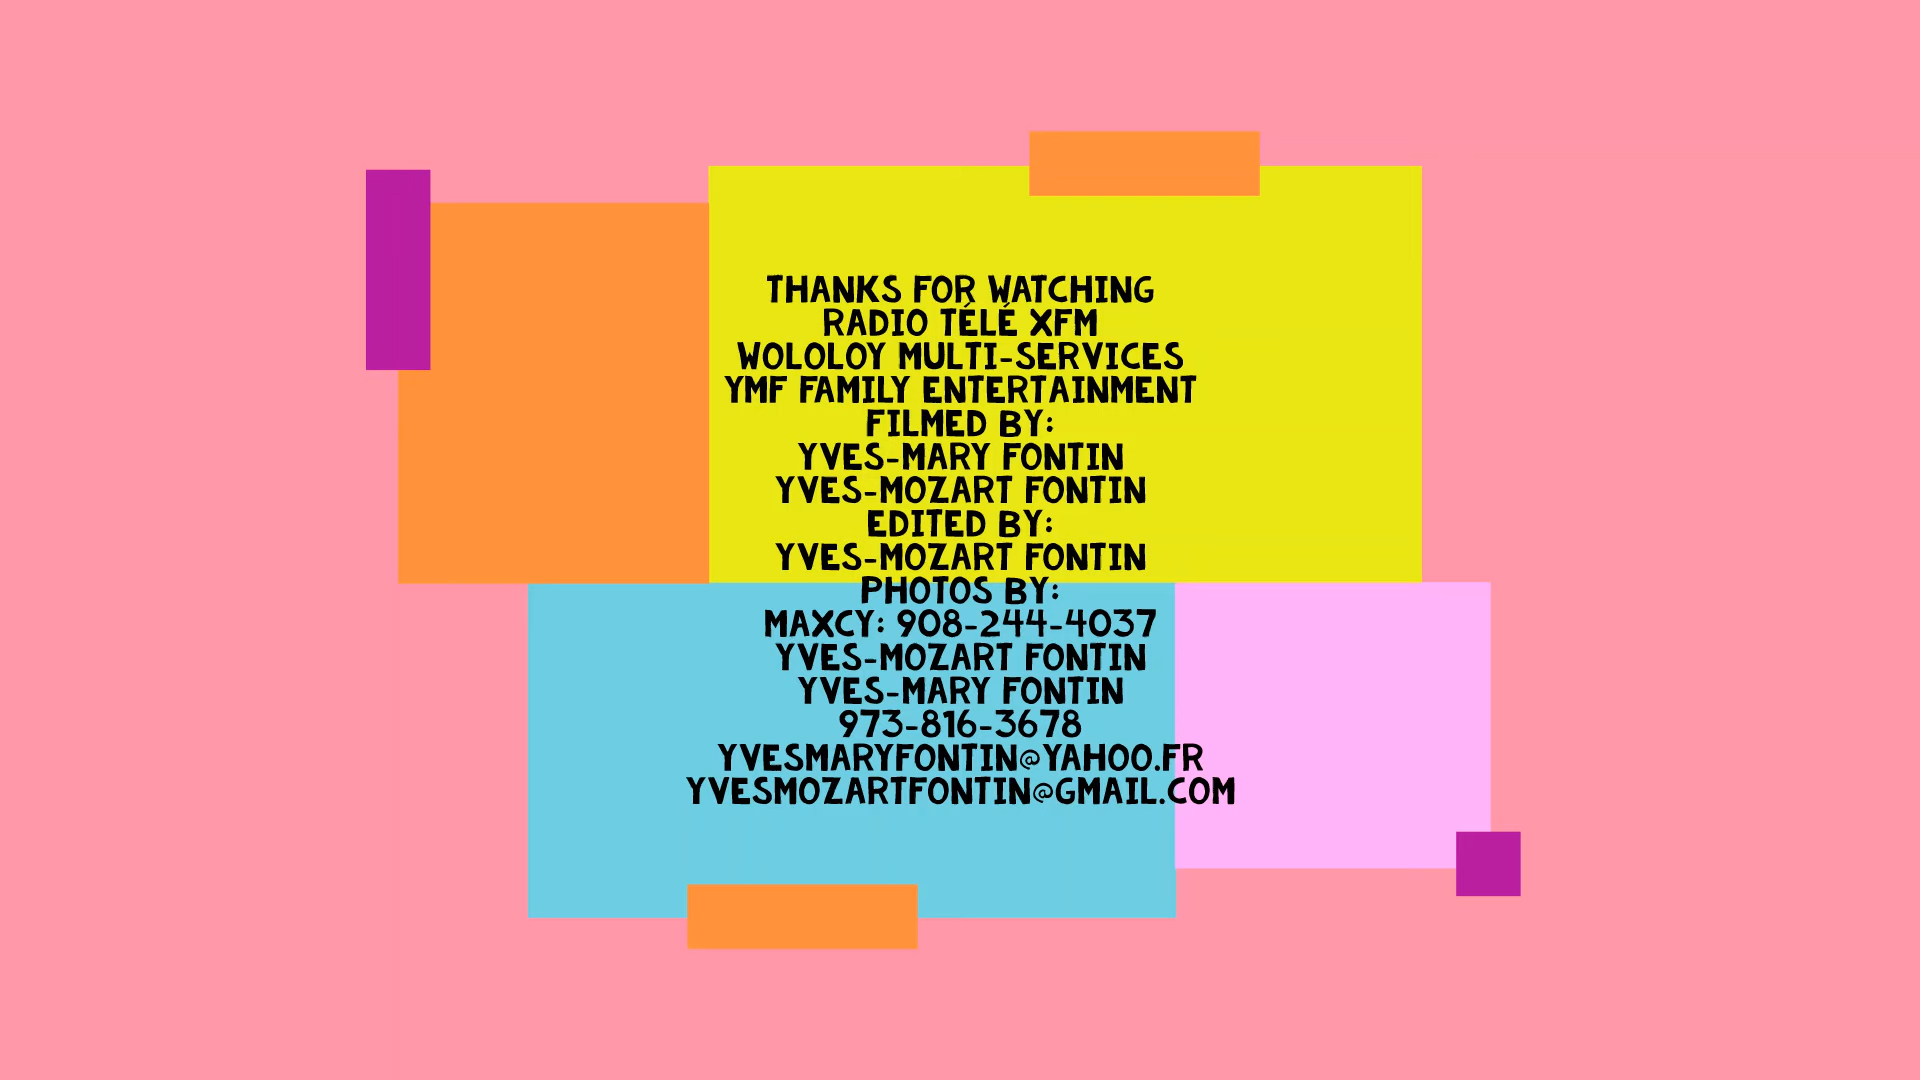 THANKS FOR WATCHING
RADIO TÉLÉ XFM
WOLOLOY MULTI-SERVICES
YMF FAMILY ENTERTAINMENT
FILMED BY:
YVES-MARY FONTIN
YVES-MOZART FONTIN
EDITED BY:
YVES-MOZART FONTIN
PHOTOS BY:
MAXCY: 908-244-4037
YVES-MOZART FONTIN
YVES-MARY FONTIN
973-816-3678
YVESMARYFONTIN@YAHOO.FR
YVESMOZARTFONTIN@GMAIL.COM